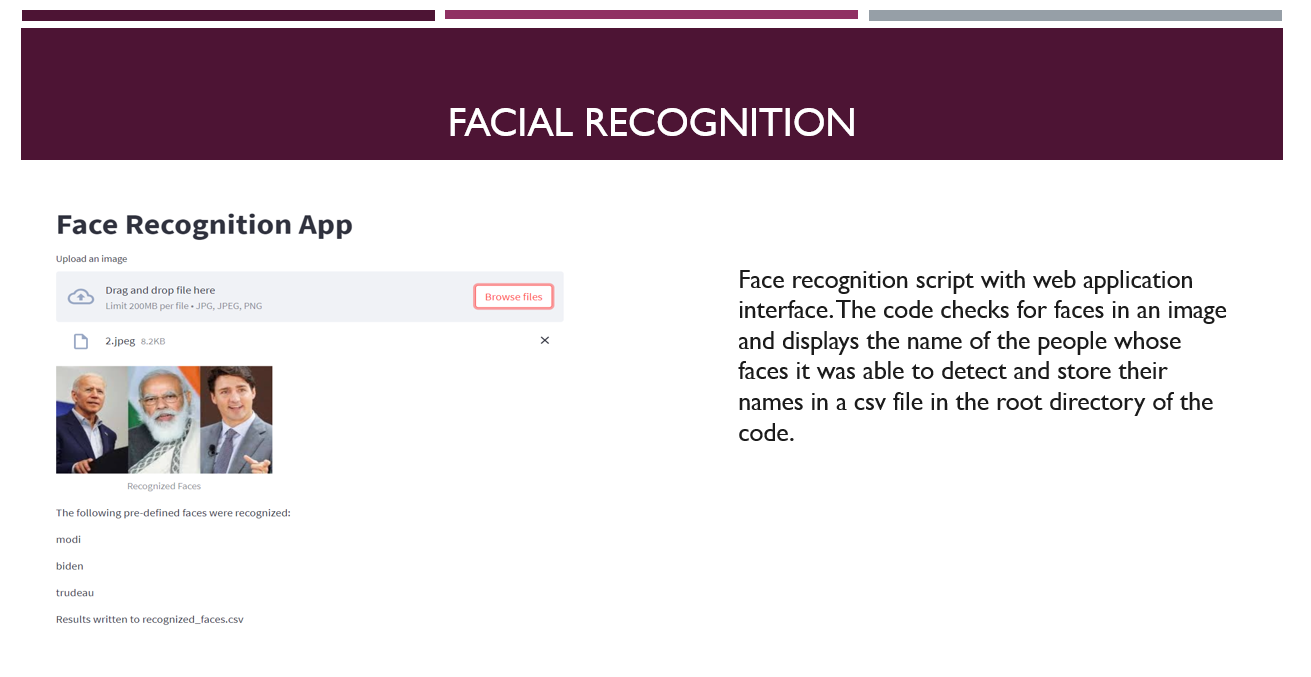 FACIAL RECOGNITION
Face Recognition App
Upload an image
Drag and drop file here
Limit 200MB per file • JPG, JPEG, PNG
Browse files
2.jpeg 8.2KB
Recognized Faces
The following pre-defined faces were recognized:
modi
biden
trudeau
Results written to recognized_faces.csv
Face recognition script with web application
interface. The code checks for faces in an image
and displays the name of the people whose
faces it was able to detect and store their
names in a csv file in the root directory of the
code.